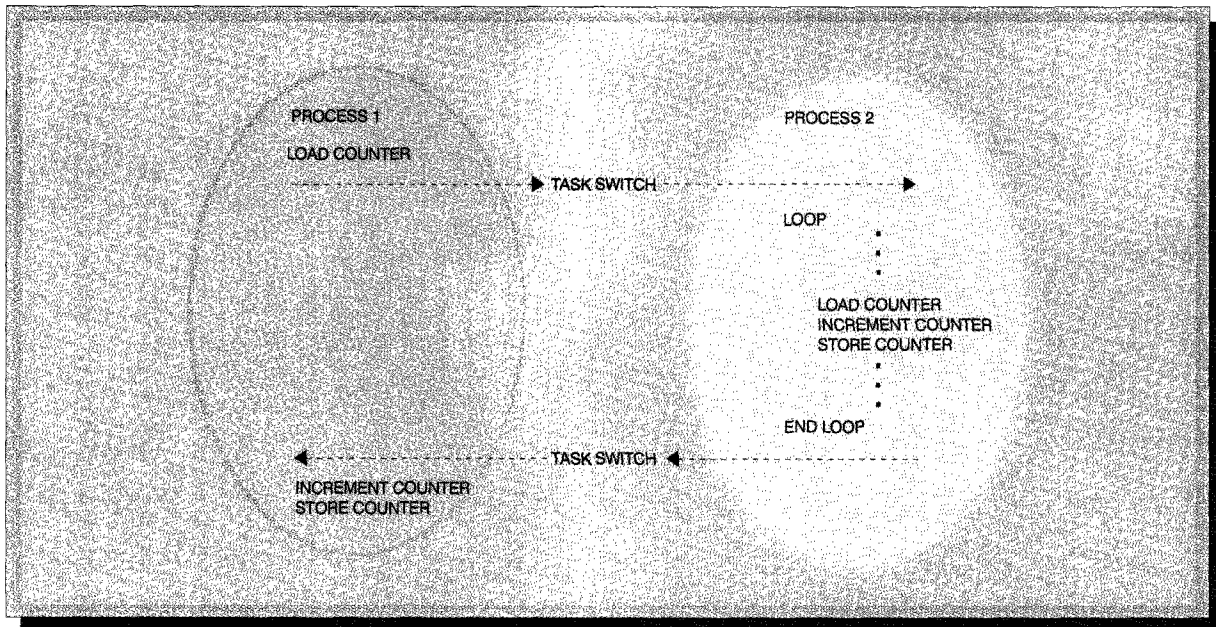 PROCESS 1
LOAD COUNTER
TASK SWITCH
PROCESS 2
LOOP
LOAD COUNTER
INCREMENT COUNTER
STORE COUNTER
END LOOP
TASK SWITCH
INCREMENT COUNTER
STORE COUNTER